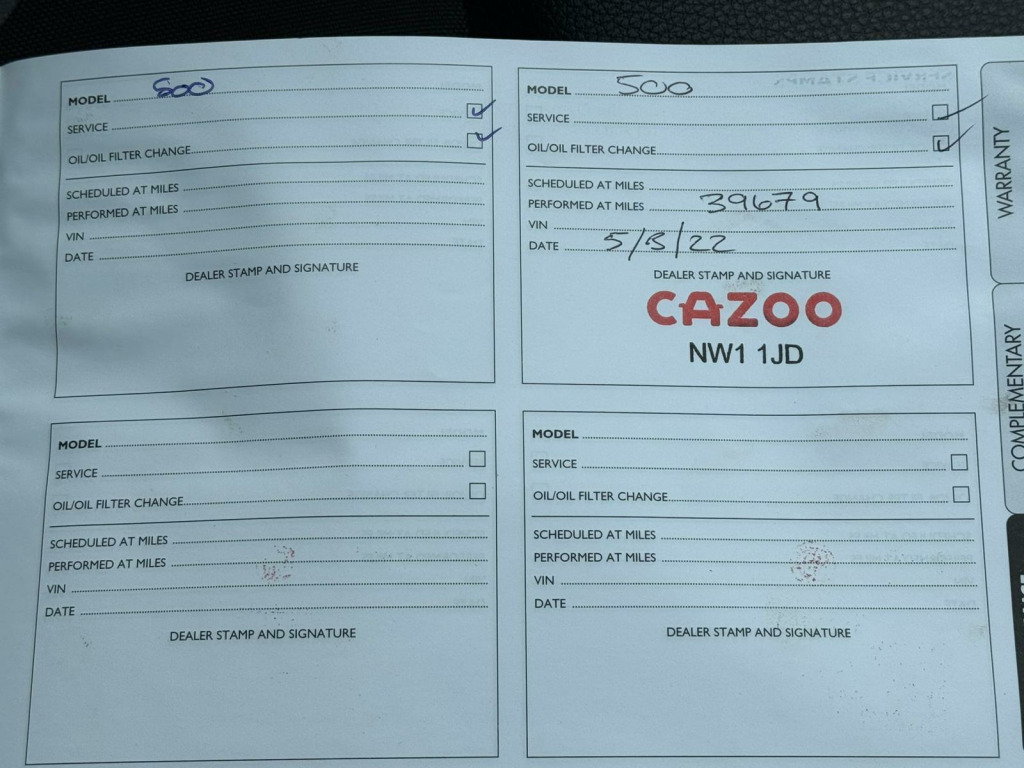 MODEL 500
SERVICE
OIL/OIL FILTER CHANGE
SCHEDULED AT MILES
PERFORMED AT MILES
VIN
DATE
DEALER STAMP AND SIGNATURE
MODEL 500
SERVICE
OIL/OIL FILTER CHANGE
SCHEDULED AT MILES
PERFORMED AT MILES 39679
VIN
DATE 5/3/22
DEALER STAMP AND SIGNATURE
CAZOO
NW1 1JD
MODEL
SERVICE
OIL/OIL FILTER CHANGE
SCHEDULED AT MILES
PERFORMED AT MILES
VIN
DATE
DEALER STAMP AND SIGNATURE
MODEL
SERVICE
OIL/OIL FILTER CHANGE
SCHEDULED AT MILES
PERFORMED AT MILES
VIN
DATE
DEALER STAMP AND SIGNATURE
WARRANTY
COMPLEMENTARY